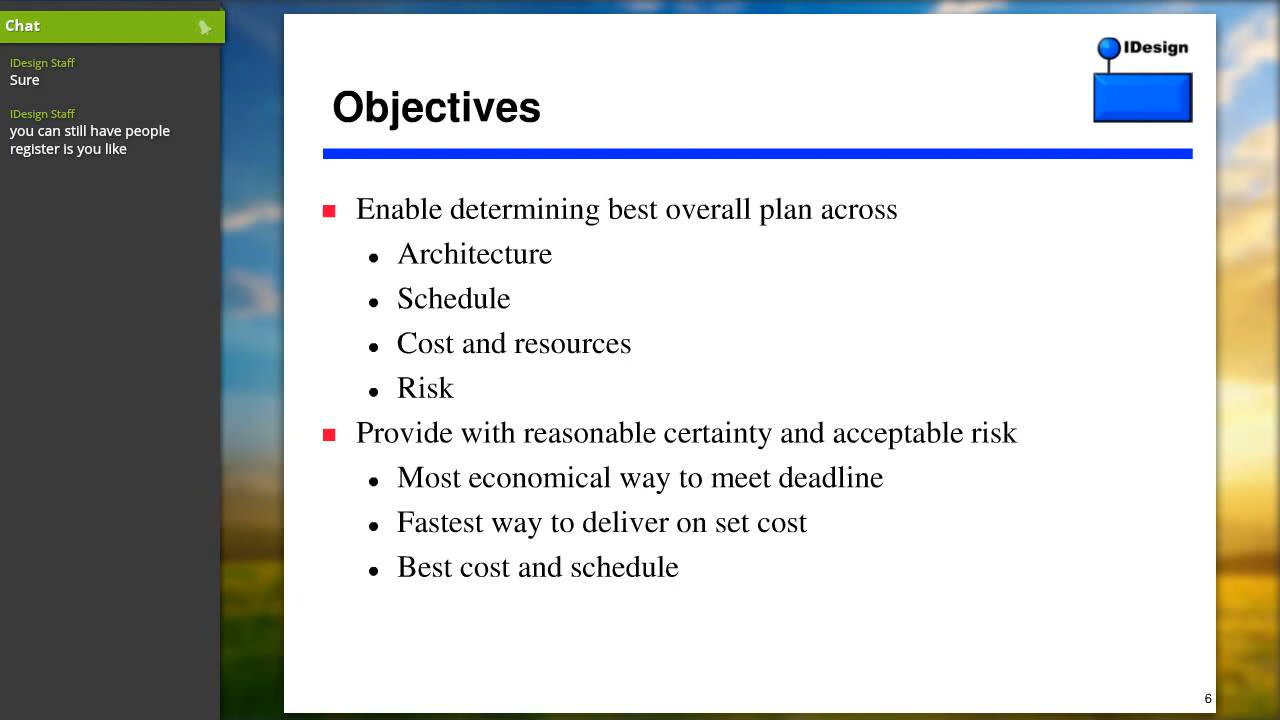 Chat
IDesign Staff
Sure
IDesign Staff
you can still have people
register is you like
IDesign
Objectives
Enable determining best overall plan across
Architecture
Schedule
Cost and resources
Risk
Provide with reasonable certainty and acceptable risk
Most economical way to meet deadline
Fastest way to deliver on set cost
Best cost and schedule
6